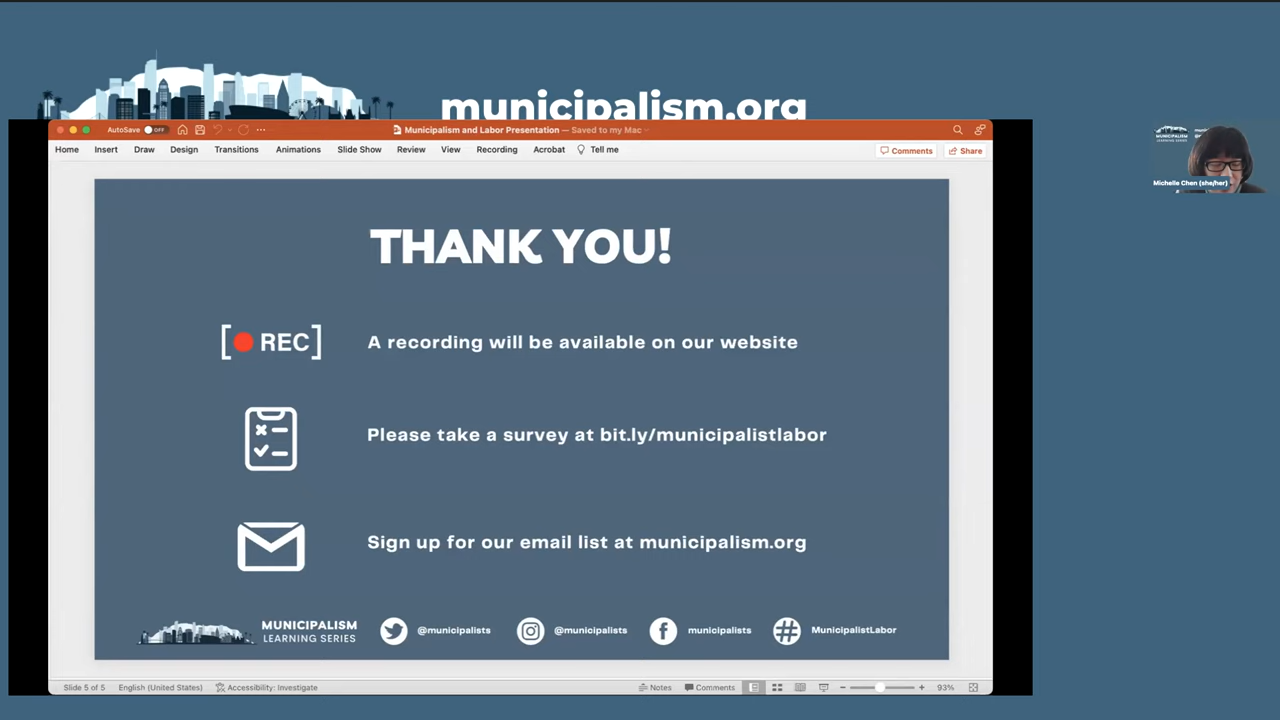 municipalism.org
AutoSave OFF
Municipalism and Labor Presentation — Saved to my Mac
Home Insert Draw Design Transitions Animations Slide Show Review View Recording Acrobat Tell me
Comments Share
THANK YOU!
[REC]
A recording will be available on our website
Please take a survey at bit.ly/municipalistlabor
Sign up for our email list at municipalism.org
MUNICIPALISM
LEARNING SERIES
@municipalists
@municipalists
municipalists
MunicipalistLabor
Slide 5 of 5 English (United States) Accessibility: Investigate
Notes Comments 93%
MUNICIPALISM
LEARNING SERIES
Michelle Chen (she/her)